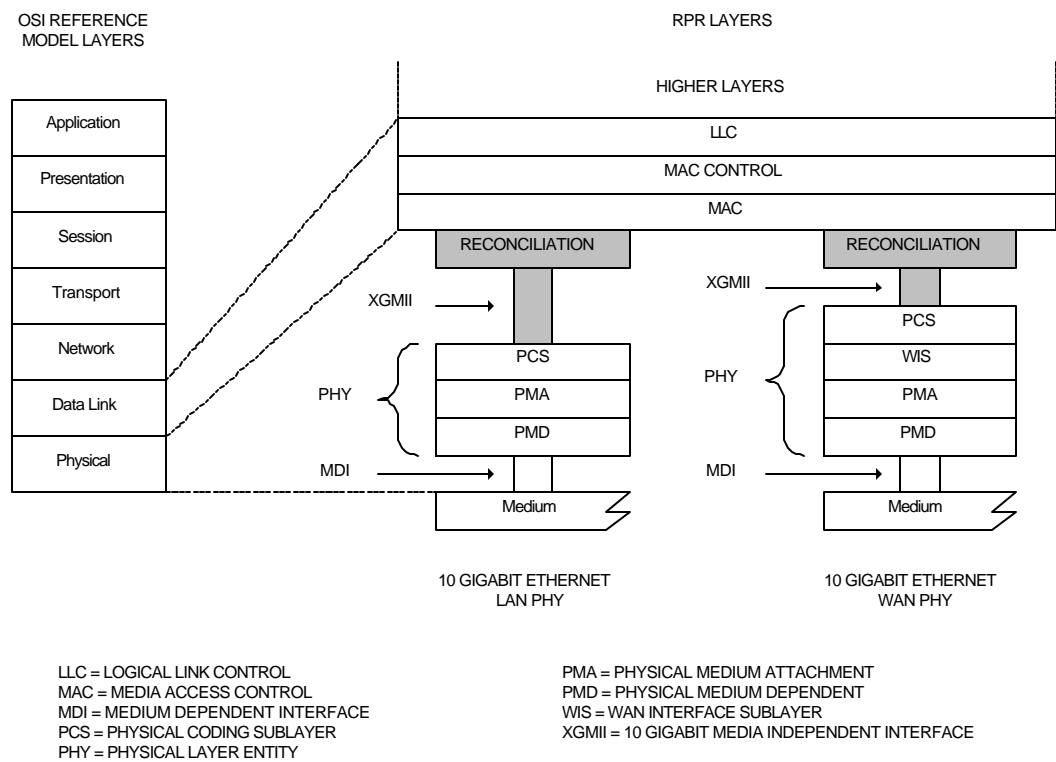 OSI REFERENCE
MODEL LAYERS
Application
Presentation
Session
Transport
Network
Data Link
Physical
RPR LAYERS
HIGHER LAYERS
LLC
MAC CONTROL
MAC
RECONCILIATION
XGMII
PCS
PMA
PMD
PHY
MDI
Medium
10 GIGABIT ETHERNET
LAN PHY
RECONCILIATION
XGMII
PCS
WIS
PMA
PMD
PHY
MDI
Medium
10 GIGABIT ETHERNET
WAN PHY
LLC = LOGICAL LINK CONTROL
MAC = MEDIA ACCESS CONTROL
MDI = MEDIUM DEPENDENT INTERFACE
PCS = PHYSICAL CODING SUBLAYER
PHY = PHYSICAL LAYER ENTITY
PMA = PHYSICAL MEDIUM ATTACHMENT
PMD = PHYSICAL MEDIUM DEPENDENT
WIS = WAN INTERFACE SUBLAYER
XGMII = 10 GIGABIT MEDIA INDEPENDENT INTERFACE